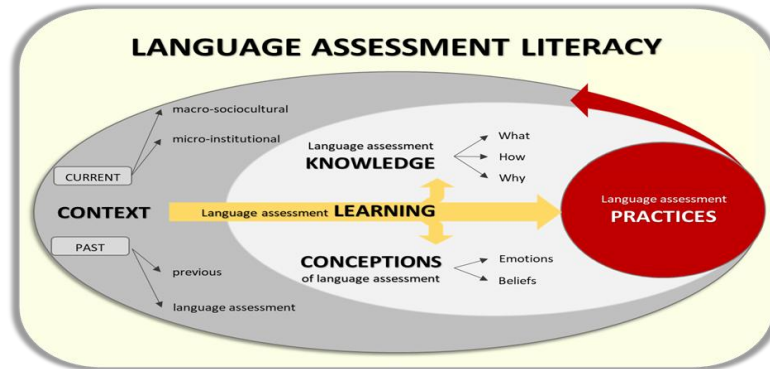 LANGUAGE ASSESSMENT LITERACY
macro-sociocultural
micro-institutional
CURRENT
CONTEXT
PAST
previous
language assessment
Language assessment
KNOWLEDGE
What
How
Why
Language assessment LEARNING
CONCEPTIONS
of language assessment
Emotions
Beliefs
Language assessment
PRACTICES